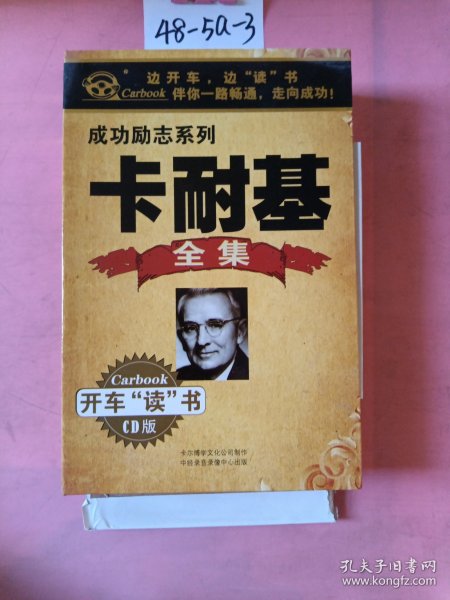 48-5a-3
边开车，边“读”书
Carbook 伴你一路畅通，走向成功！
成功励志系列
卡耐基
全集
Carbook
开车“读”书
CD版
卡尔博学文化公司制作
中经录音录像中心出版
孔夫子旧书网
www.kongfz.com